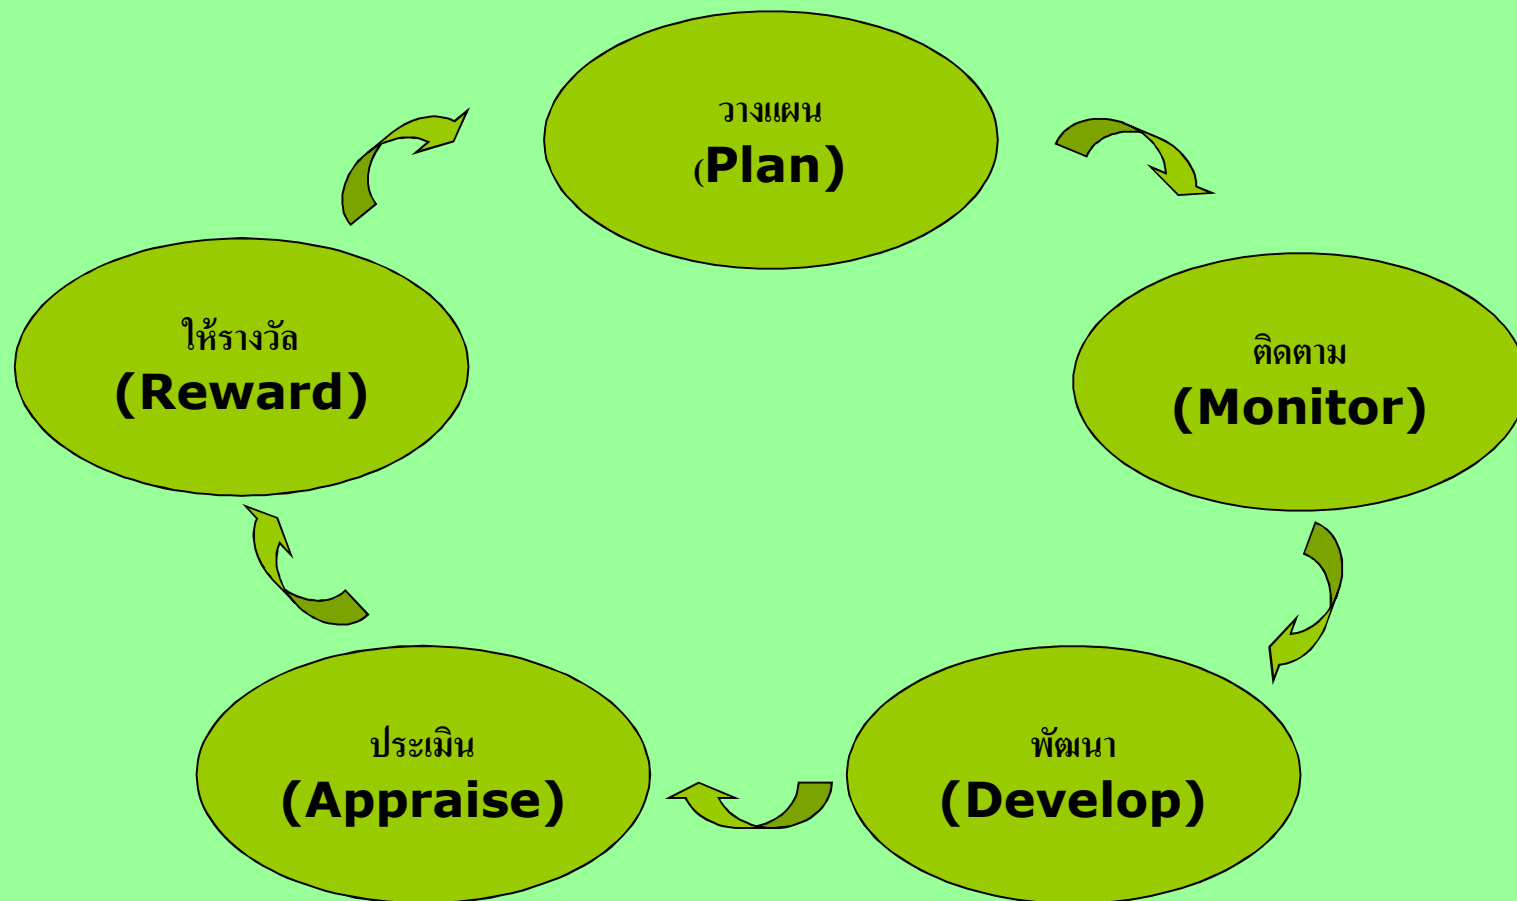 วางแผน
(Plan)
ติดตาม
(Monitor)
พัฒนา
(Develop)
ประเมิน
(Appraise)
ให้รางวัล
(Reward)